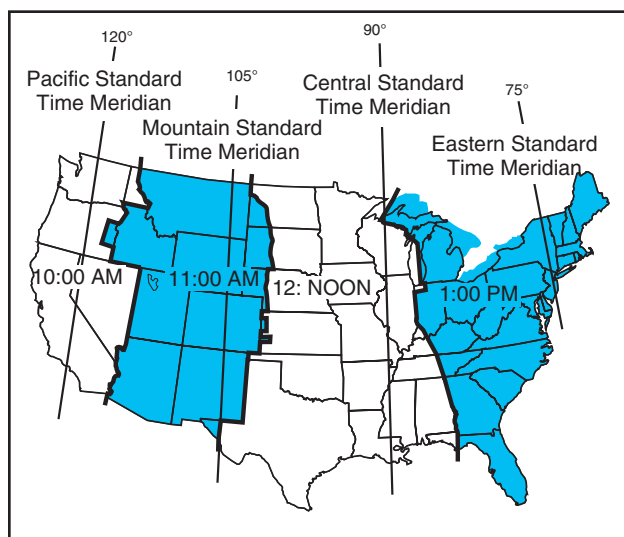 120°
Pacific Standard
Time Meridian
105°
Mountain Standard
Time Meridian
90°
Central Standard
Time Meridian
75°
Eastern Standard
Time Meridian
10:00 AM
11:00 AM
12: NOON
1:00 PM